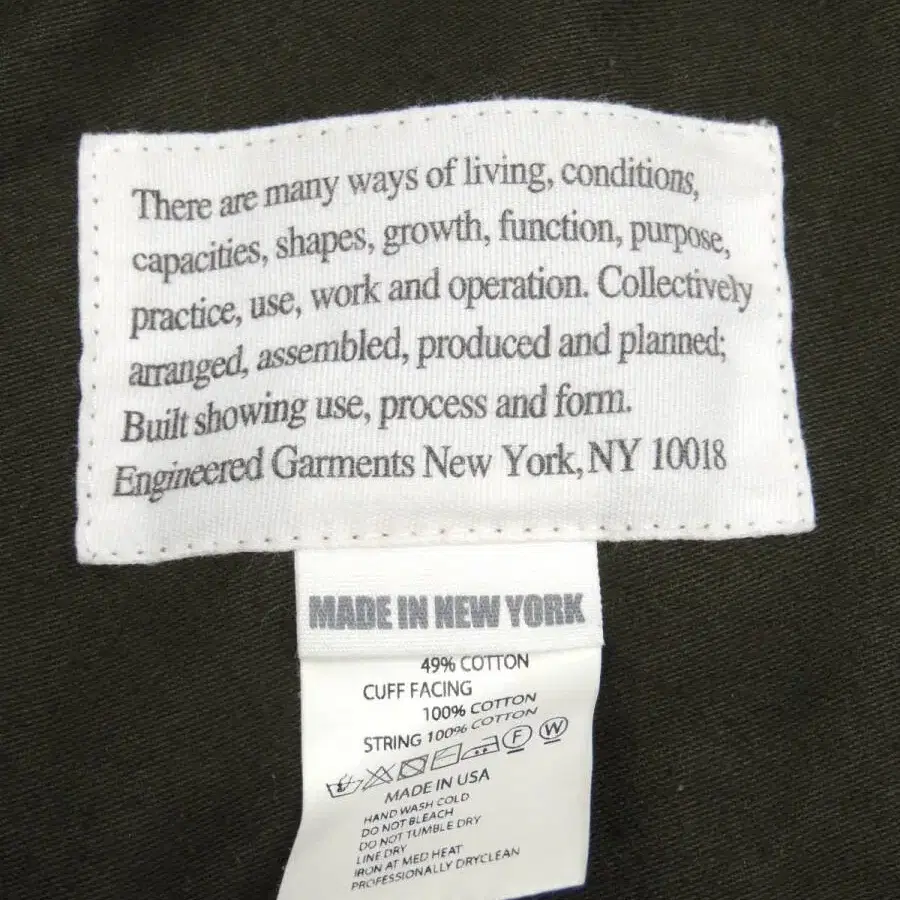 There are many ways of living, conditions,
capacities, shapes, growth, function, purpose,
practice, use, work and operation. Collectively
arranged, assembled, produced and planned;
Built showing use, process and form.
Engineered Garments New York, NY 10018
MADE IN NEW YORK
49% COTTON
CUFF FACING
100% COTTON
STRING 100% COTTON
F W
MADE IN USA
HAND WASH COLD
DO NOT BLEACH
DO NOT TUMBLE DRY
LINE DRY
IRON AT MED HEAT
PROFESSIONALLY DRYCLEAN